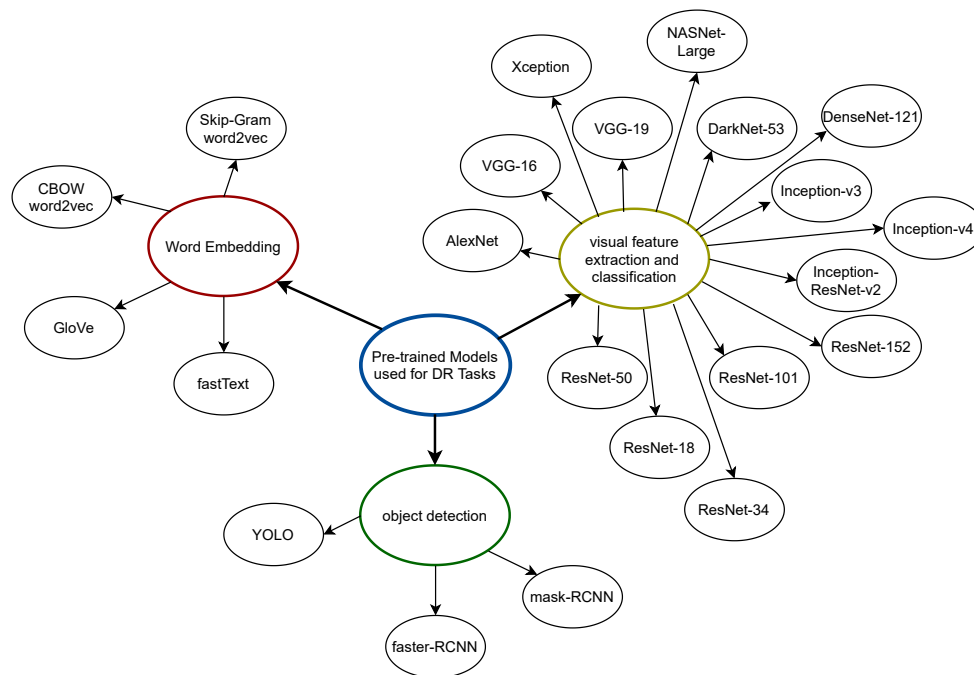 NASNet-
Large
Xception
Skip-Gram
word2vec
VGG-19
DarkNet-53
DenseNet-121
VGG-16
CBOW
word2vec
Inception-v3
Word Embedding
AlexNet
visual feature
extraction and
classification
Inception-v4
Inception-
ResNet-v2
GloVe
Pre-trained Models
used for DR Tasks
ResNet-152
fastText
ResNet-50
ResNet-101
ResNet-18
ResNet-34
object detection
YOLO
mask-RCNN
faster-RCNN